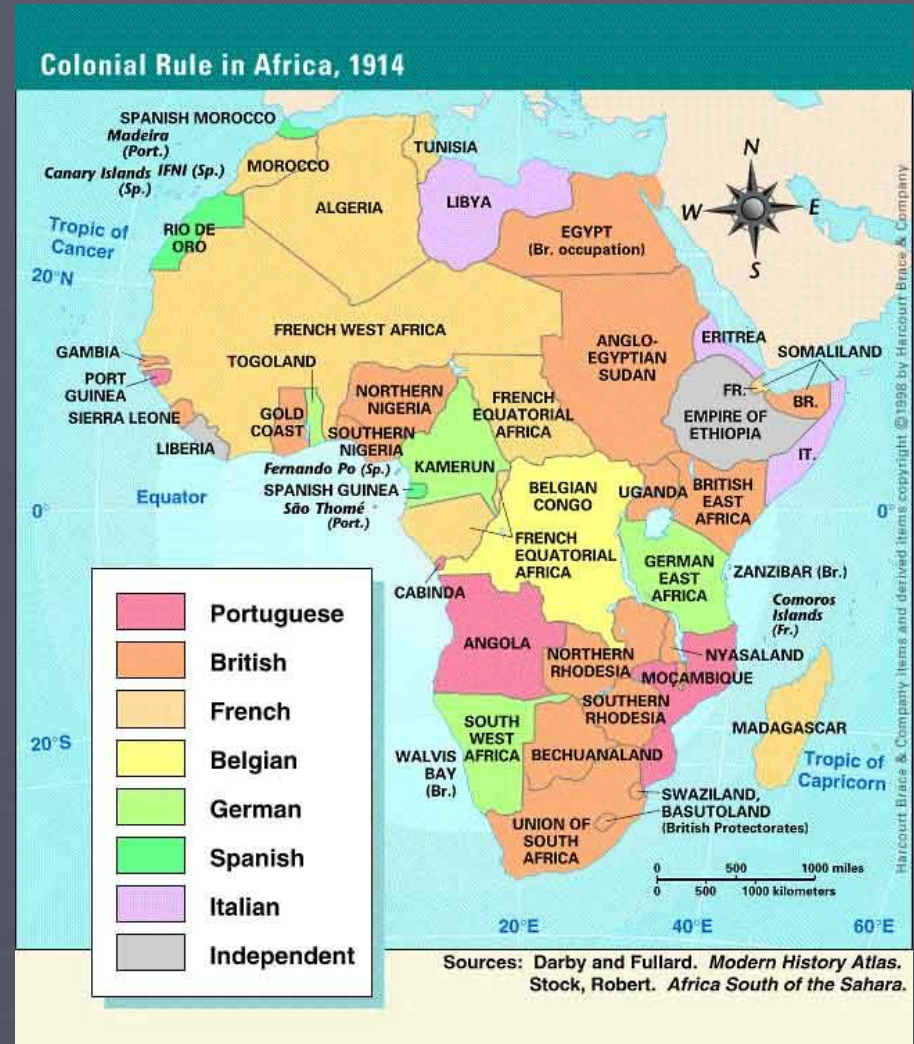 Colonial Rule in Africa, 1914
SPANISH MOROCCO
Madeira
(Port.)
Canary Islands
(Sp.)
IFNI (Sp.)
MOROCCO
TUNISIA
ALGERIA
LIBYA
EGYPT
(Br. occupation)
N
W
E
S
Tropic of
Cancer
RIO DE
ORO
20°N
FRENCH WEST AFRICA
GAMBIA
PORT
GUINEA
SIERRA LEONE
LIBERIA
TOGOLAND
GOLD
COAST
NORTHERN
NIGERIA
SOUTHERN
NIGERIA
FRENCH
EQUATORIAL
AFRICA
ANGLO-
EGYPTIAN
SUDAN
ERITREA
SOMALILAND
FR.
BR.
IT.
EMPIRE OF
ETHIOPIA
Fernando Po (Sp.)
SPANISH GUINEA
São Thomé
(Port.)
KAMERUN
BELGIAN
CONGO
UGANDA
BRITISH
EAST
AFRICA
Equator
0°
0°
FRENCH
EQUATORIAL
AFRICA
GERMAN
EAST
AFRICA
ZANZIBAR (Br.)
Comoros
Islands
(Fr.)
CABINDA
ANGOLA
NORTHERN
RHODESIA
NYASALAND
MOÇAMBIQUE
SOUTHERN
RHODESIA
MADAGASCAR
20°S
WALVIS
BAY
(Br.)
SOUTH
WEST
AFRICA
BECHUANALAND
Tropic of
Capricorn
SWAZILAND,
BASUTOLAND
(British Protectorates)
UNION OF
SOUTH
AFRICA
0 500 1000 miles
0 500 1000 kilometers
20°E
40°E
60°E
Portuguese
British
French
Belgian
German
Spanish
Italian
Independent
Sources: Darby and Fullard. Modern History Atlas.
Stock, Robert. Africa South of the Sahara.
Harcourt Brace & Company items and derived items copyright ©1998 by Harcourt Brace & Company